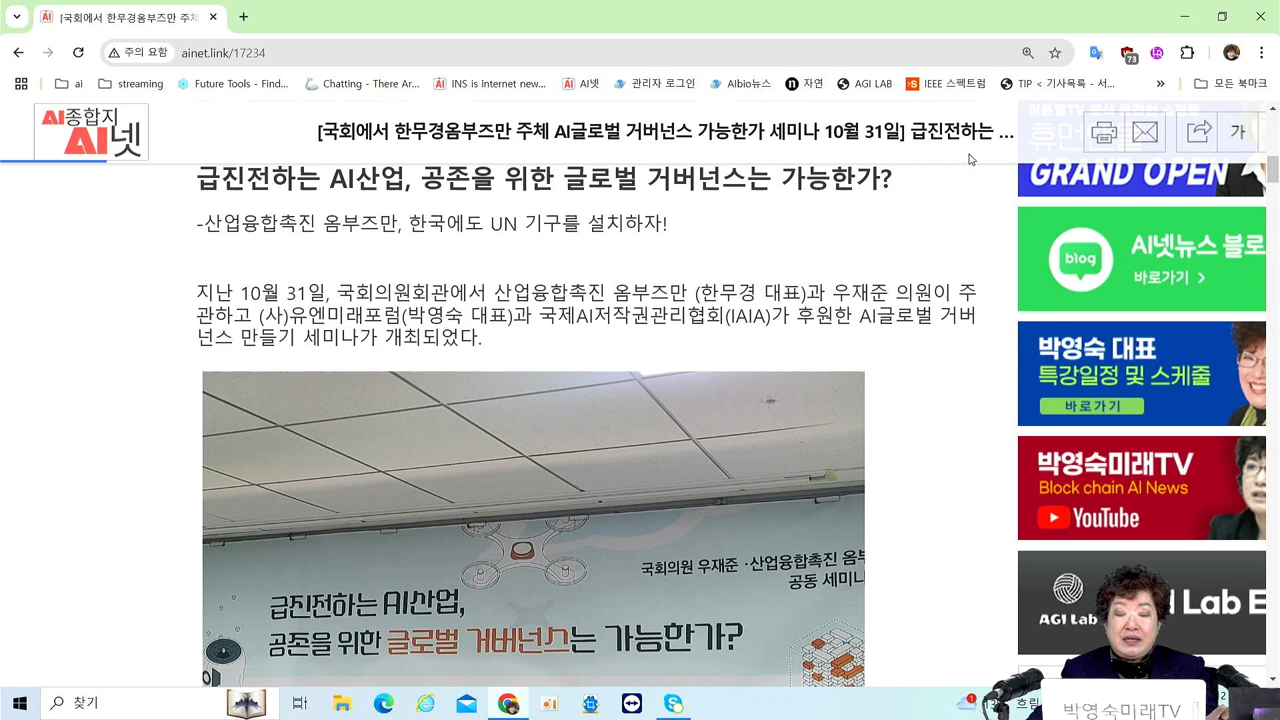 [국회에서 한무경옴부즈만 주체
주의 요함
ainet.link/17234
73
ai
streaming
Future Tools - Find...
Chatting - There Ar...
INS is internet new...
AI넷
관리자 로그인
Albio뉴스
자연
AGI LAB
IEEE 스펙트럼
TIP < 기사목록 - 서...
모든 북마크
AI종합지
AI넷
[국회에서 한무경옴부즈만 주체 AI글로벌 거버넌스 가능한가 세미나 10월 31일] 급진전하는 ...
가
GRAND OPEN
급진전하는 AI산업, 공존을 위한 글로벌 거버넌스는 가능한가?
-산업융합촉진 옴부즈만, 한국에도 UN 기구를 설치하자!
blog
AI넷뉴스 블로
바로가기 >
지난 10월 31일, 국회의원회관에서 산업융합촉진 옴부즈만 (한무경 대표)과 우재준 의원이 주
관하고 (사)유엔미래포럼(박영숙 대표)과 국제AI저작권관리협회(IAIA)가 후원한 AI글로벌 거버
넌스 만들기 세미나가 개최되었다.
박영숙 대표
특강일정 및 스케줄
바로가기
박영숙미래TV
Block chain AI News
YouTube
국회의원 우재준 ·산업융합촉진 옴부
공동 세미나
급진전하는 AI산업,
공존을 위한 글로벌 거버넌스는 가능한가?
AGI Lab
Lab E
찾기
1
흐림
박영숙미래TV